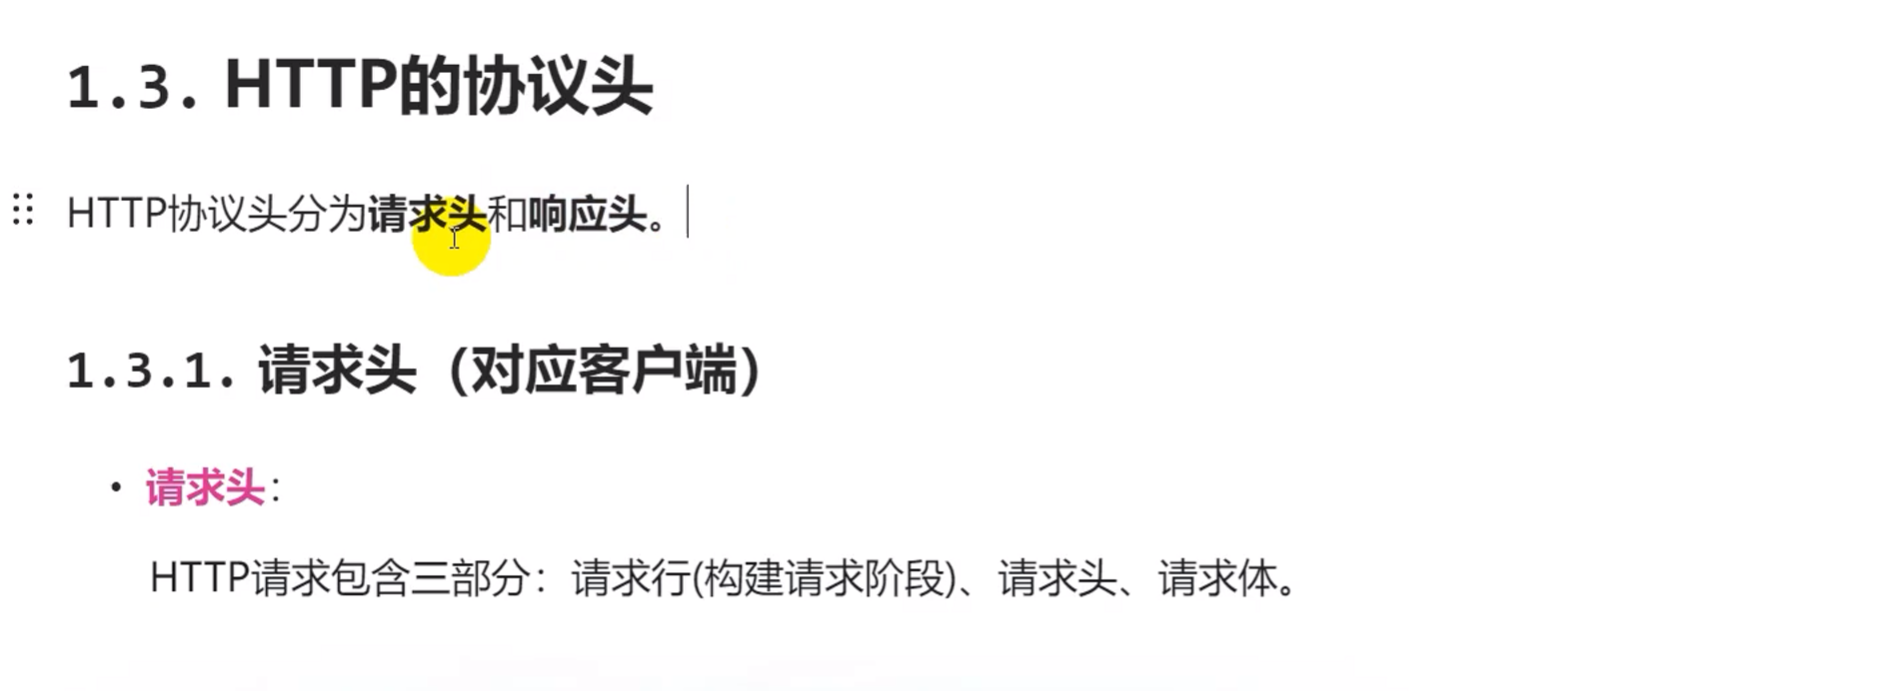 1.3. HTTP的协议头
HTTP协议头分为请求头和响应头。
1.3.1. 请求头（对应客户端）
• 请求头：
HTTP请求包含三部分：请求行(构建请求阶段)、请求头、请求体。